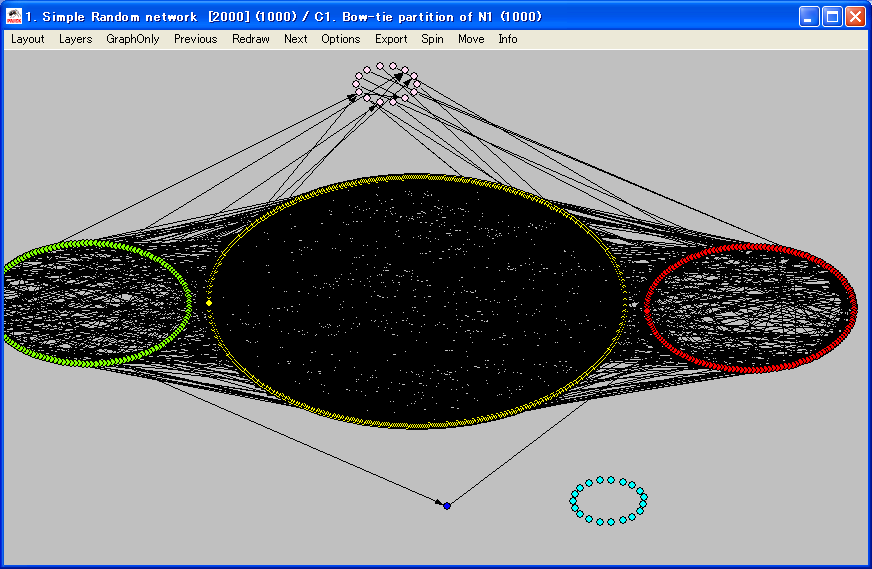 1. Simple Random network [2000] (1000) / C1. Bow-tie partition of N1 (1000)
Layout Layers GraphOnly Previous Redraw Next Options Export Spin Move Info